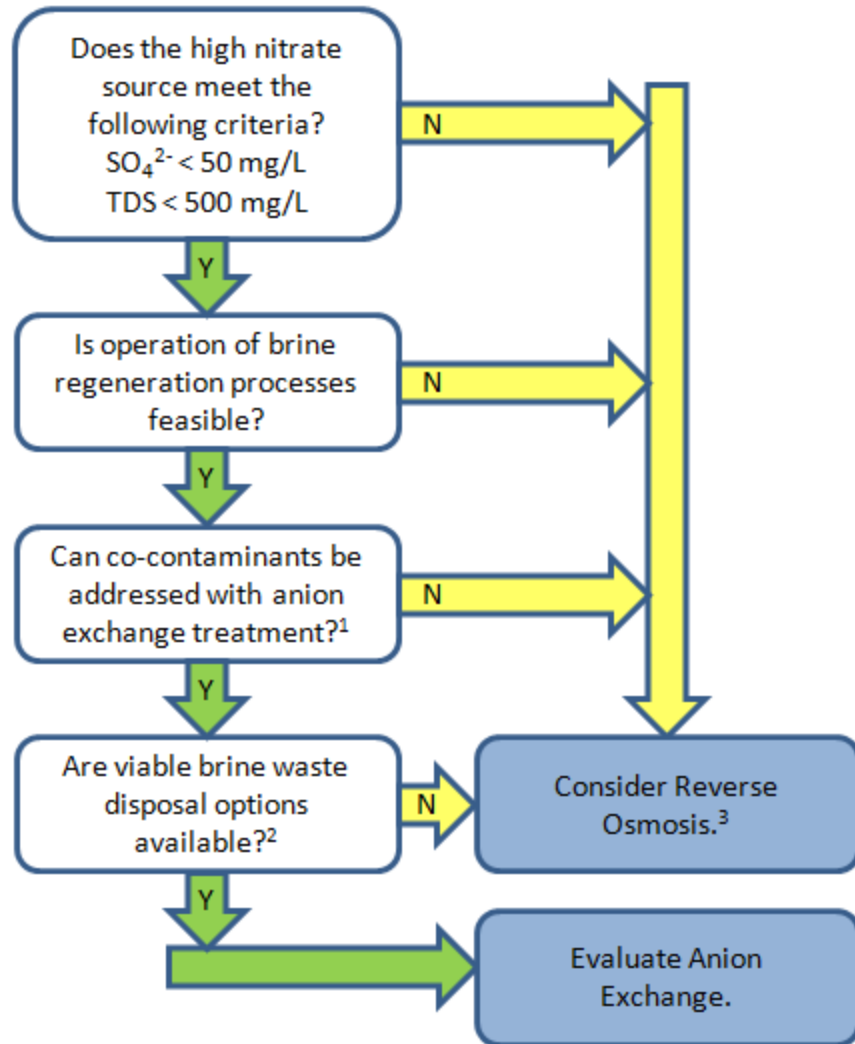 Does the high nitrate
source meet the
following criteria?
SO₄²⁻ < 50 mg/L
TDS < 500 mg/L
N
Y
Is operation of brine
regeneration processes
feasible?
N
Y
Can co-contaminants be
addressed with anion
exchange treatment?¹
N
Y
Are viable brine waste
disposal options
available?²
N
Consider Reverse
Osmosis.³
Y
Evaluate Anion
Exchange.